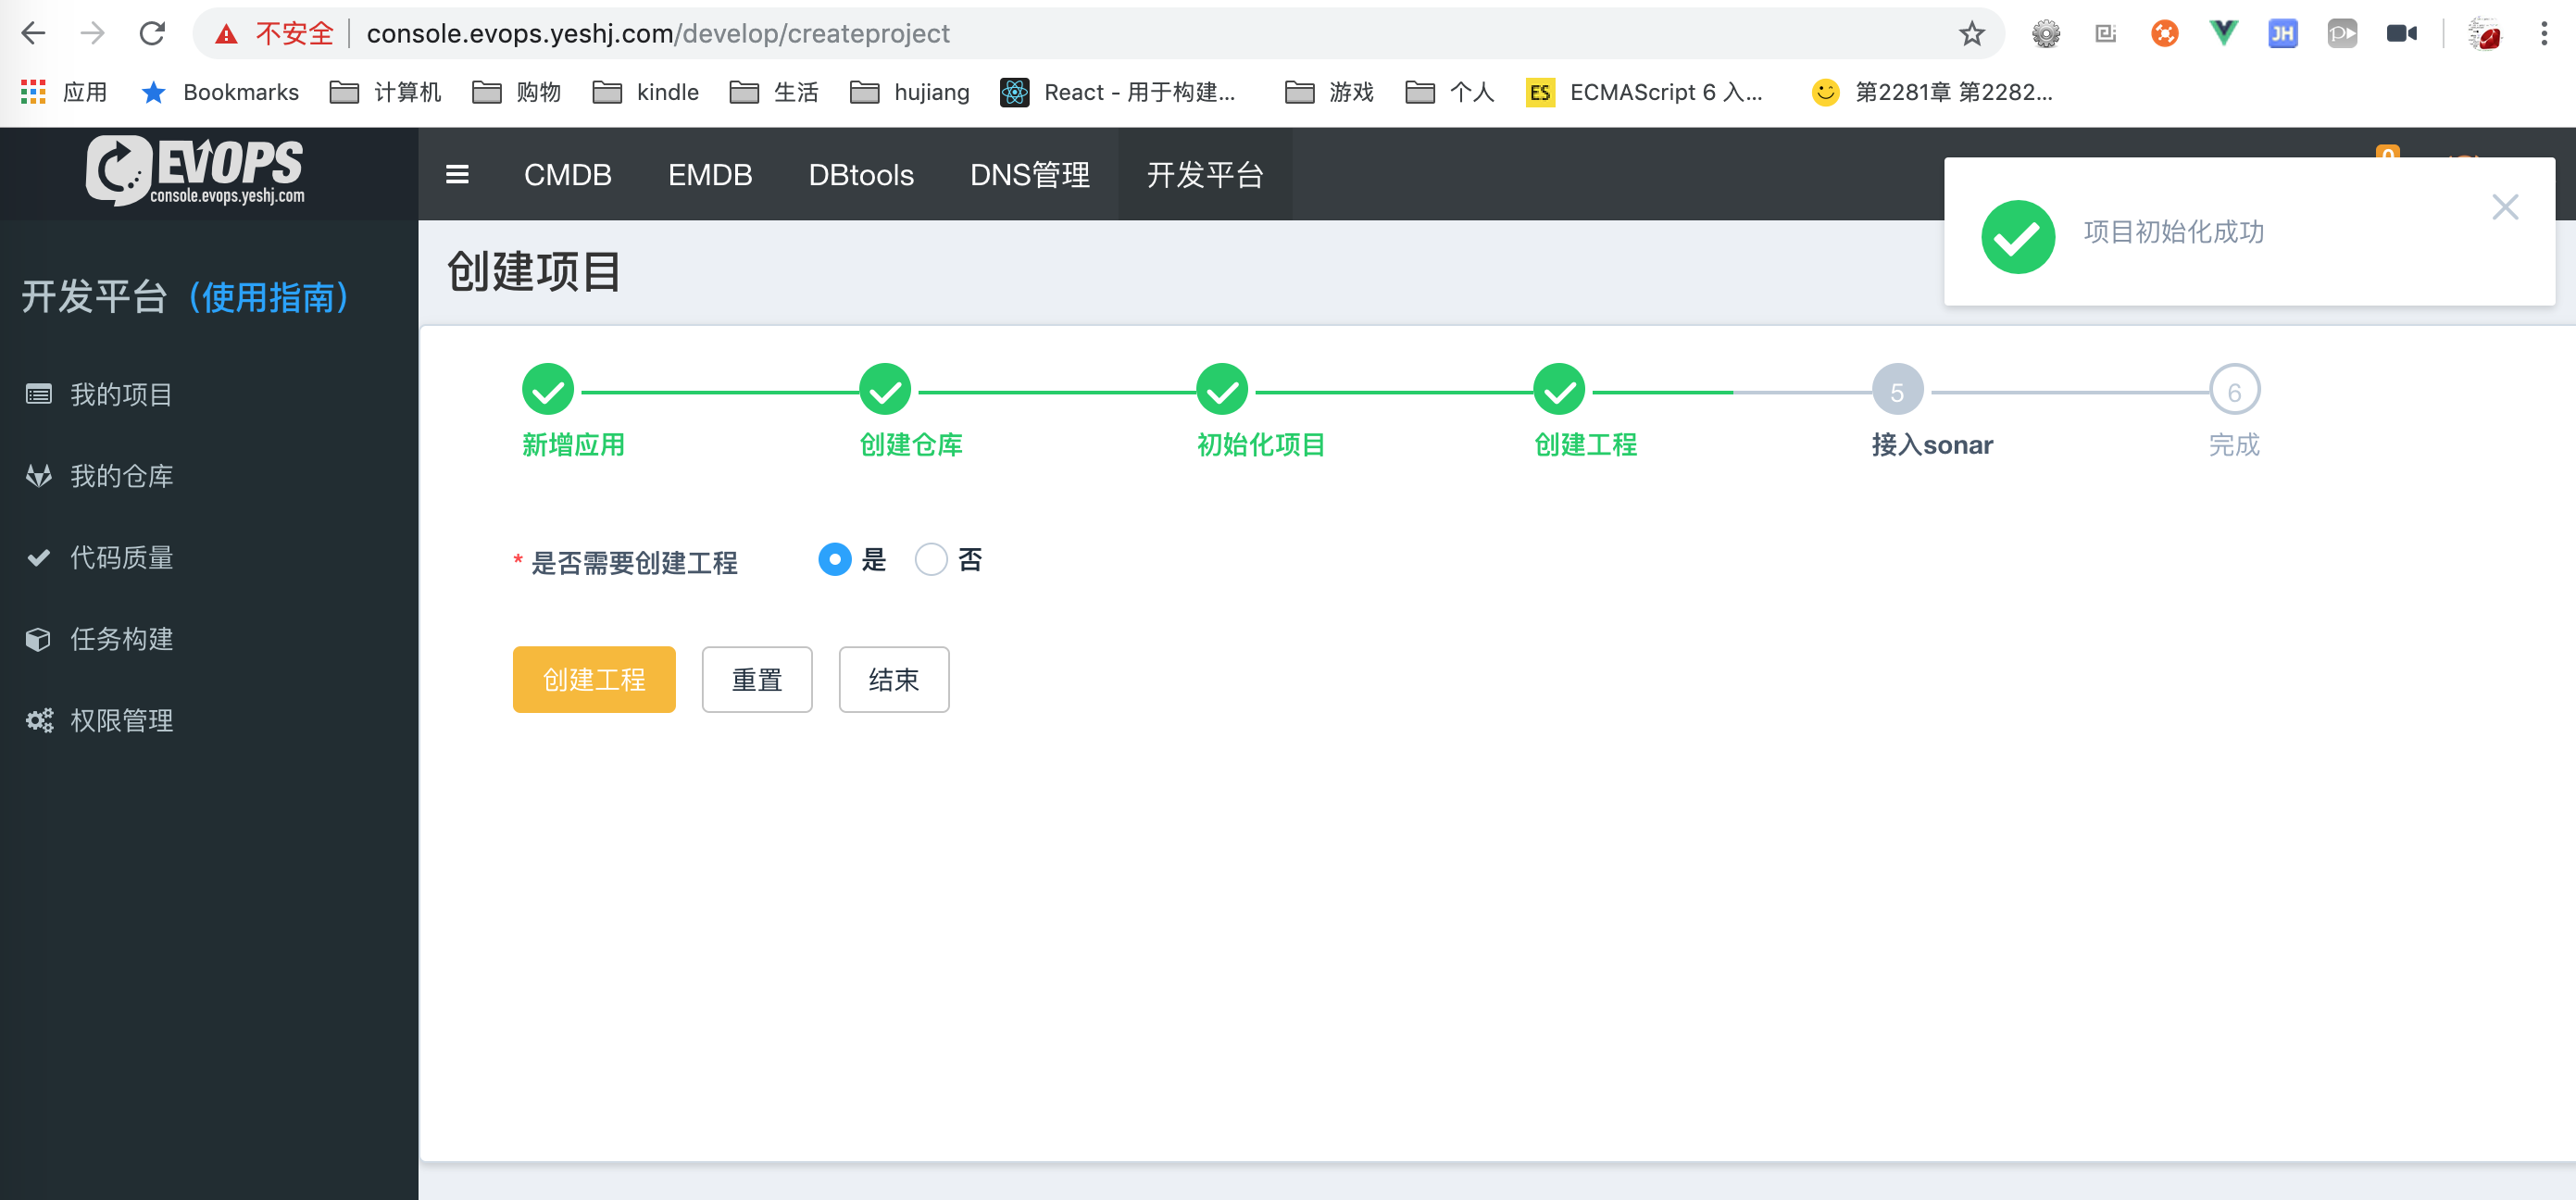 不安全 console.evops.yeshj.com/develop/createproject
应用 Bookmarks 计算机 购物 kindle 生活 hujiang React - 用于构建... 游戏 个人 ES ECMAScript 6 入... 第2281章 第2282...
EVOPS
console.evops.yeshj.com
CMDB EMDB DBtools DNS管理 开发平台
项目初始化成功
创建项目
开发平台 (使用指南)
我的项目
我的仓库
代码质量
任务构建
权限管理
5 6
新增应用 创建仓库 初始化项目 创建工程 接入sonar 完成
* 是否需要创建工程 是 否
创建工程 重置 结束